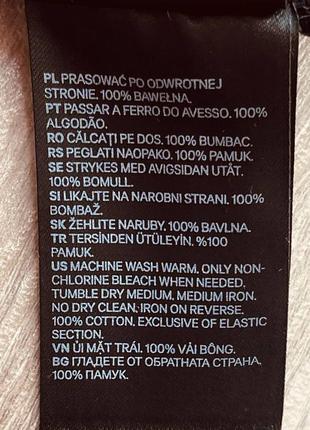 PL PRASOWAĆ PO ODWROTNEJ
STRONIE. 100% BAWEŁNA.
PT PASSAR A FERRO DO AVESSO. 100%
ALGODÃO.
RO CĂLCAȚI PE DOS. 100% BUMBAC.
RS PEGLATI NAOPAKO. 100% PAMUK.
SE STRYKES MED AVIGSIDAN UTÅT.
100% BOMULL.
SI LIKAJTE NA NAROBNI STRANI. 100%
BOMBAŽ.
SK ŽEHLITE NARUBY. 100% BAVLNA.
TR TERSİNDEN ÜTÜLEYİN. %100
PAMUK.
US MACHINE WASH WARM. ONLY NON-
CHLORINE BLEACH WHEN NEEDED.
TUMBLE DRY MEDIUM. MEDIUM IRON.
NO DRY CLEAN. IRON ON REVERSE.
100% COTTON. EXCLUSIVE OF ELASTIC
SECTION.
VN ỦI MẶT TRÁI. 100% VẢI BÔNG.
BG ГЛАДЕТЕ ОТ ОБРАТНАТА СТРАНА.
100% ПАМУК.